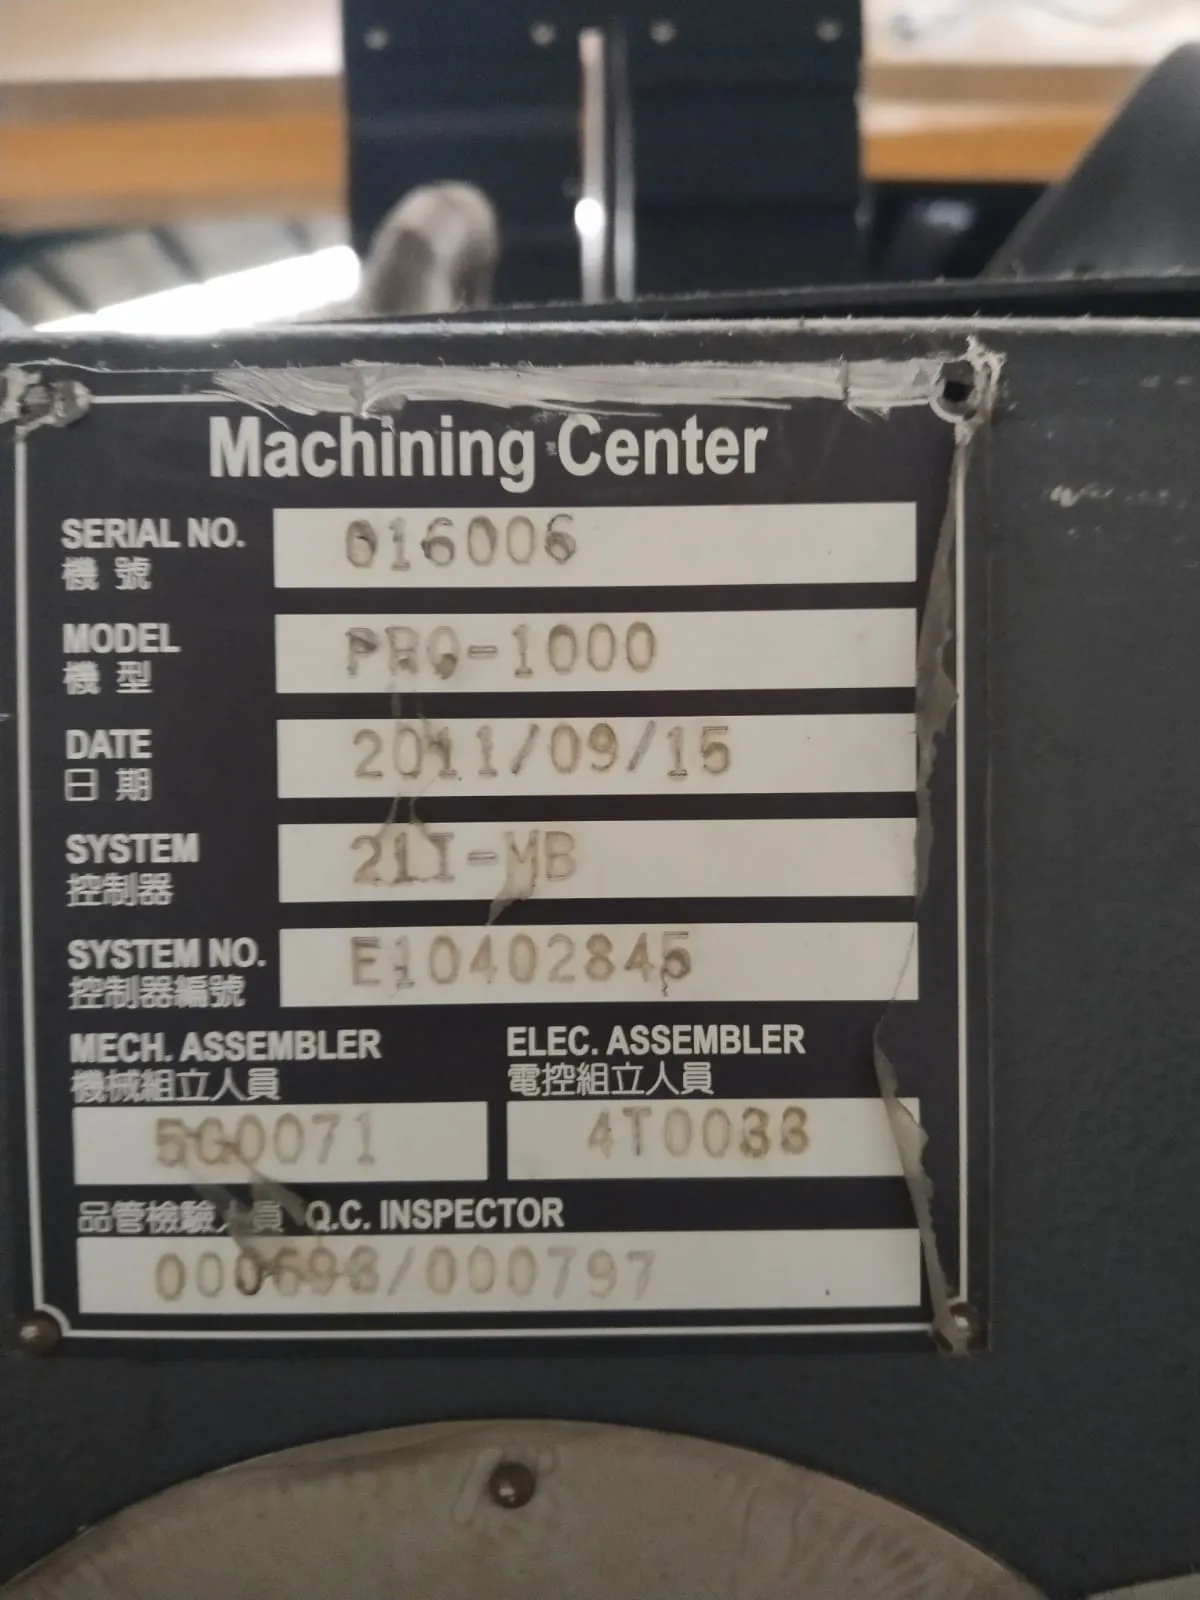 Machining Center
SERIAL NO. 016006
機 號
MODEL PRO-1000
機 型
DATE 2011/09/15
日 期
SYSTEM 21I-MB
控制器
SYSTEM NO. E10402845
控制器編號
MECH. ASSEMBLER ELEC. ASSEMBLER
機械組立人員 電控組立人員
5G0071 4T0033
品管檢驗人員 Q.C. INSPECTOR
/000797